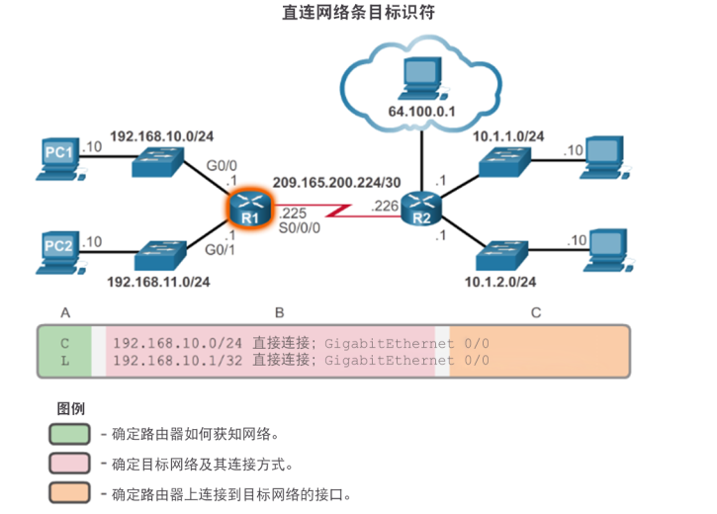 直连网络条目标识符
64.100.0.1
192.168.10.0/24
10.1.1.0/24
PC1
.10
G0/0
.1
209.165.200.224/30
.1
.10
R1
.225
S0/0/0
.226
R2
PC2
.10
.1
G0/1
.1
.10
192.168.11.0/24
10.1.2.0/24
A B C
C 192.168.10.0/24 直接连接；GigabitEthernet 0/0
L 192.168.10.1/32 直接连接；GigabitEthernet 0/0
图例
- 确定路由器如何获知网络。
- 确定目标网络及其连接方式。
- 确定路由器上连接到目标网络的接口。